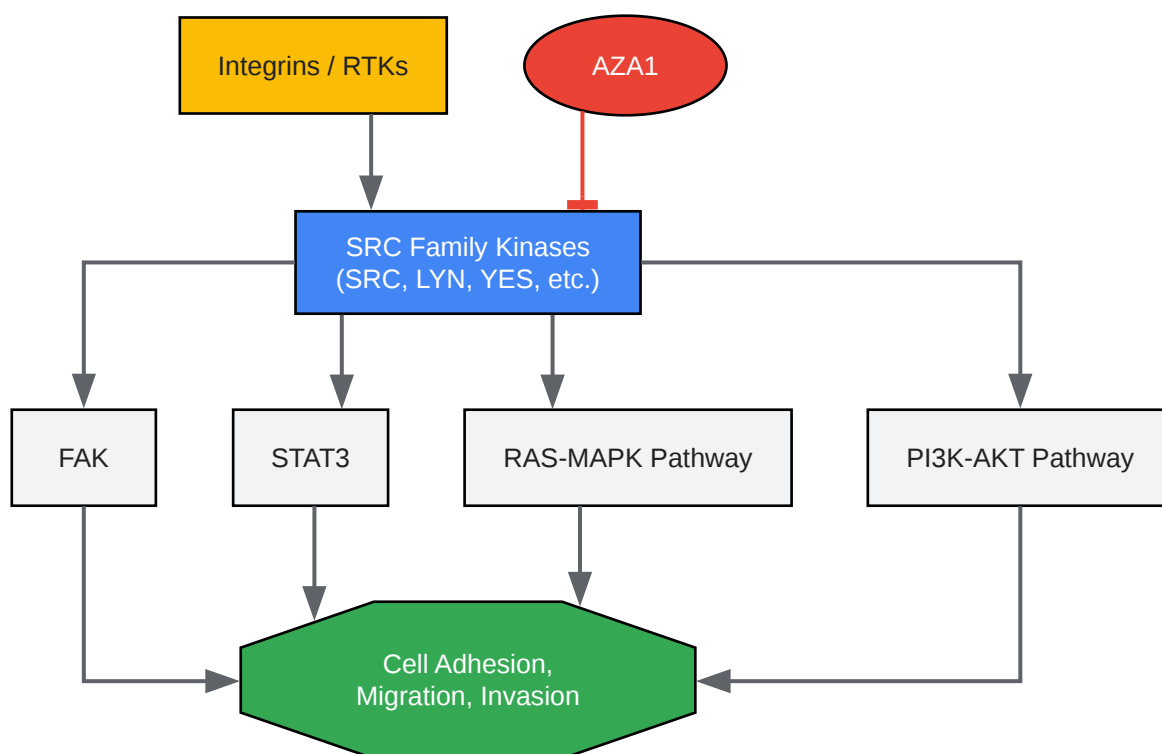 Integrins / RTKs
AZA1
SRC Family Kinases
(SRC, LYN, YES, etc.)
FAK
STAT3
RAS-MAPK Pathway
PI3K-AKT Pathway
Cell Adhesion,
Migration, Invasion